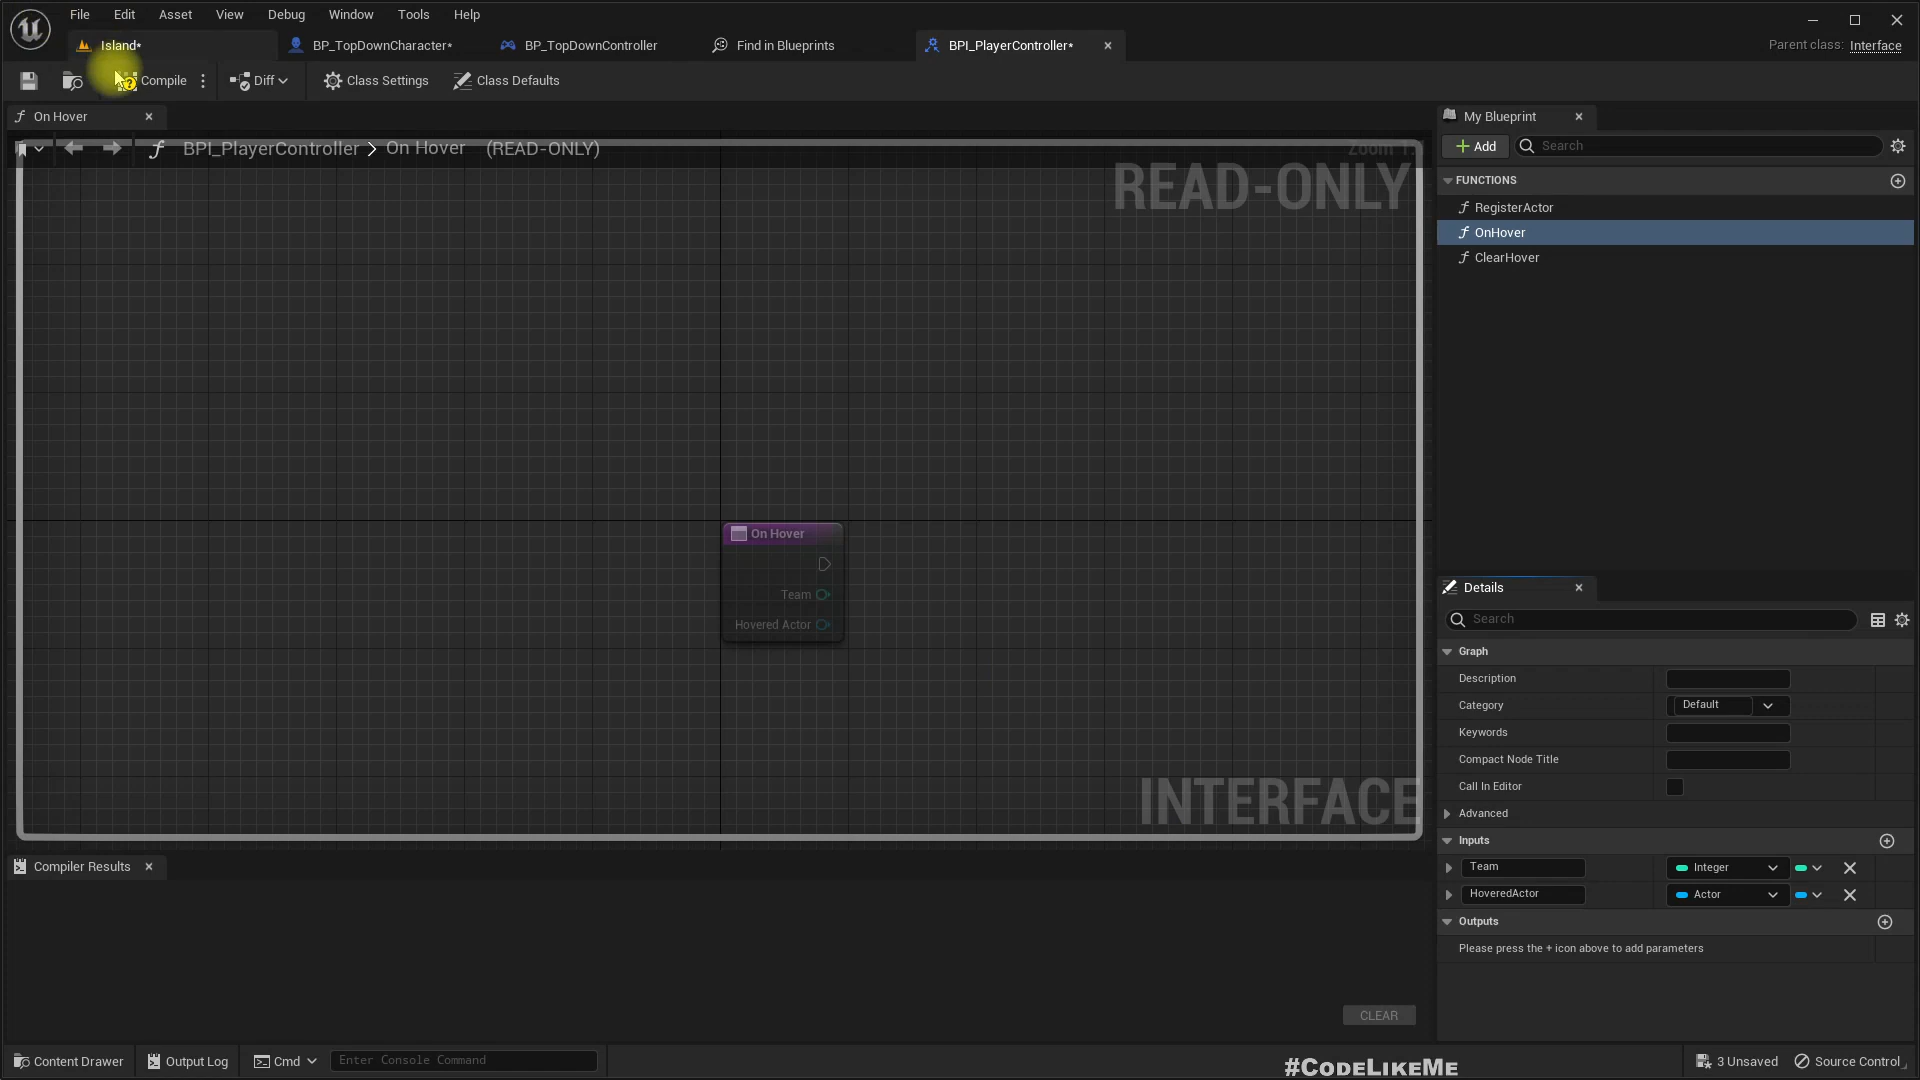 File Edit Asset View Debug Window Tools Help
Island* BP_TopDownCharacter* BP_TopDownController Find in Blueprints BPI_PlayerController* Parent class: Interface
Compile Diff Class Settings Class Defaults
On Hover
BPI_PlayerController > On Hover (READ-ONLY)
READ-ONLY
On Hover
Team
Hovered Actor
INTERFACE
Compiler Results
CLEAR
My Blueprint
Add Search
FUNCTIONS
RegisterActor
OnHover
ClearHover
Details
Search
Graph
Description
Category Default
Keywords
Compact Node Title
Call In Editor
Advanced
Inputs
Team Integer
HoveredActor Actor
Outputs
Please press the + icon above to add parameters
Content Drawer Output Log Cmd Enter Console Command #CODELIKEME 3 Unsaved Source Control